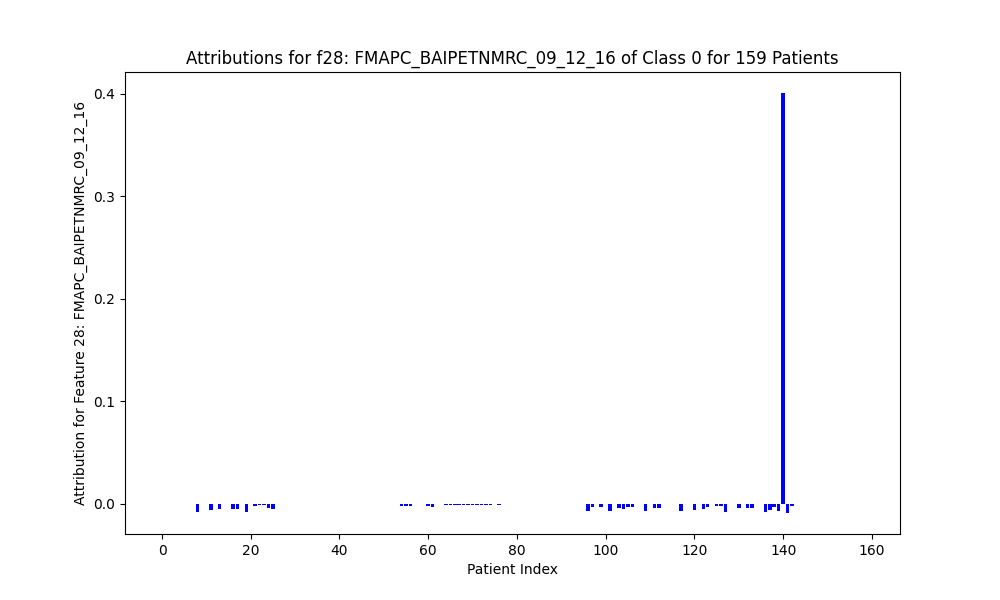 Attributions for f28: FMAPC_BAIPETNMRC_09_12_16 of Class 0 for 159 Patients
Attribution for Feature 28: FMAPC_BAIPETNMRC_09_12_16
0.4
0.3
0.2
0.1
0.0
0 20 40 60 80 100 120 140 160
Patient Index